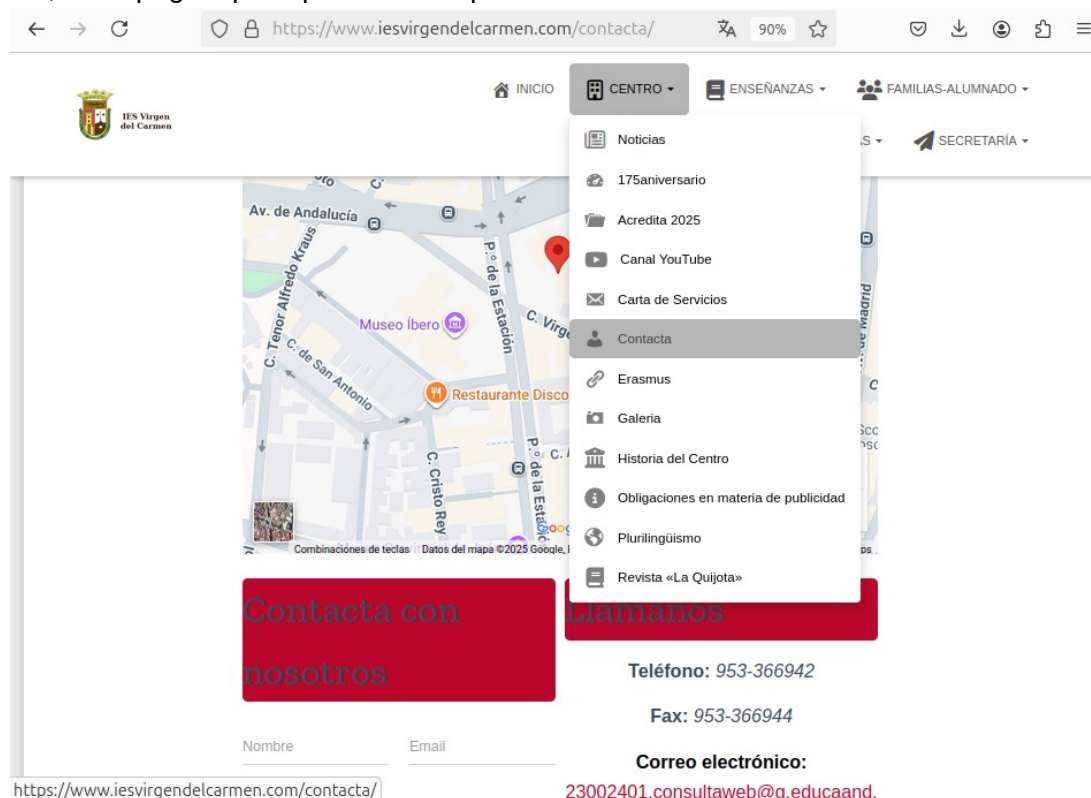 https://www.iesvirgendelcarmen.com/contacta/
90%
IES Virgen
del Carmen
INICIO
CENTRO
ENSEÑANZAS
FAMILIAS-ALUMNADO
SECRETARÍA
Noticias
175aniversario
Acredita 2025
Canal YouTube
Carta de Servicios
Contacta
Erasmus
Galeria
Historia del Centro
Obligaciones en materia de publicidad
Plurilingüismo
Revista «La Quijota»
Av. de Andalucía
C. Tenor Alfredo Kraus
P.º de la Estación
Museo Íbero
C. de San Antonio
Restaurante Disco
C. Cristo Rey
P.º de la Estació
Combinaciones de teclas
Datos del mapa ©2025 Google,
Contacta con
nosotros
Llámanos
Teléfono: 953-366942
Fax: 953-366944
Nombre
Email
Correo electrónico:
23002401.consultaweb@g.educaand.
https://www.iesvirgendelcarmen.com/contacta/